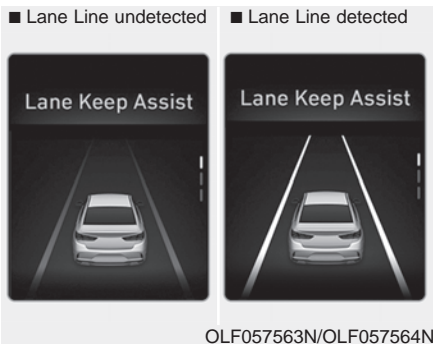 ■ Lane Line undetected
■ Lane Line detected
Lane Keep Assist
Lane Keep Assist
OLF057563N/OLF057564N